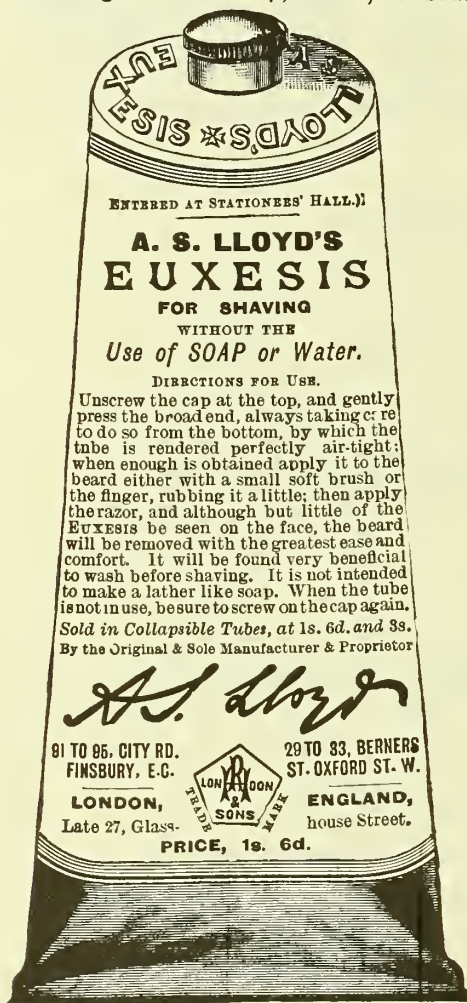 A. S. LLOYD'S ✠ EUXESIS
ENTERED AT STATIONERS' HALL.)
A. S. LLOYD'S
EUXESIS
FOR SHAVING
WITHOUT THE
Use of SOAP or Water.
DIRECTIONS FOR USE.
Unscrew the cap at the top, and gently
press the broad end, always taking care
to do so from the bottom, by which the
tube is rendered perfectly air-tight;
when enough is obtained apply it to the
beard either with a small soft brush or
the finger, rubbing it a little; then apply
the razor, and although but little of the
EUXESIS be seen on the face, the beard
will be removed with the greatest ease and
comfort. It will be found very beneficial
to wash before shaving. It is not intended
to make a lather like soap. When the tube
is not in use, be sure to screw on the cap again.
Sold in Collapsible Tubes, at 1s. 6d. and 3s.
By the Original & Sole Manufacturer & Proprietor
A.S. Lloyd
91 TO 95, CITY RD.
FINSBURY, E.C.
LONDON,
Late 27, Glass-
LONDON
& SONS
TRADE MARK
29 TO 33, BERNERS
ST. OXFORD ST. W.
ENGLAND,
house Street.
PRICE, 1s. 6d.